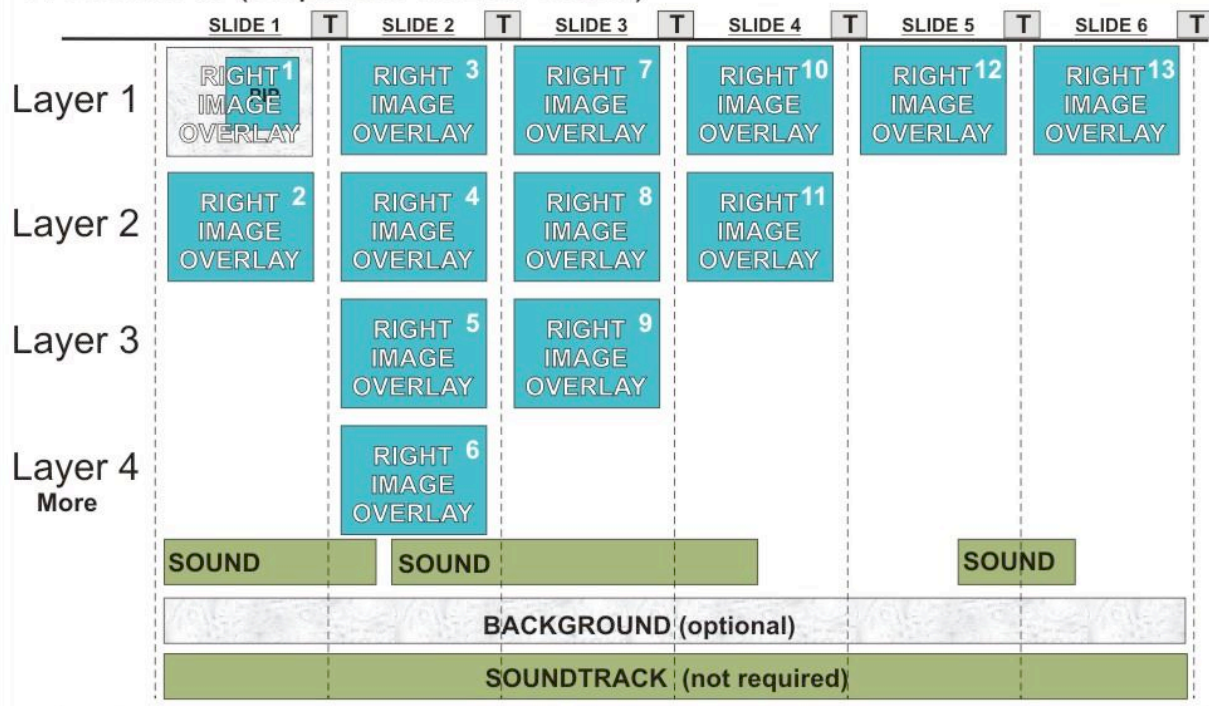 SLIDE 1 T SLIDE 2 T SLIDE 3 T SLIDE 4 T SLIDE 5 T SLIDE 6 T
Layer 1
RIGHT 1
IMAGE
OVERLAY
PIP
RIGHT 3
IMAGE
OVERLAY
RIGHT 7
IMAGE
OVERLAY
RIGHT 10
IMAGE
OVERLAY
RIGHT 12
IMAGE
OVERLAY
RIGHT 13
IMAGE
OVERLAY
Layer 2
RIGHT 2
IMAGE
OVERLAY
RIGHT 4
IMAGE
OVERLAY
RIGHT 8
IMAGE
OVERLAY
RIGHT 11
IMAGE
OVERLAY
Layer 3
RIGHT 5
IMAGE
OVERLAY
RIGHT 9
IMAGE
OVERLAY
Layer 4
More
RIGHT 6
IMAGE
OVERLAY
SOUND
SOUND
SOUND
BACKGROUND (optional)
SOUNDTRACK (not required)